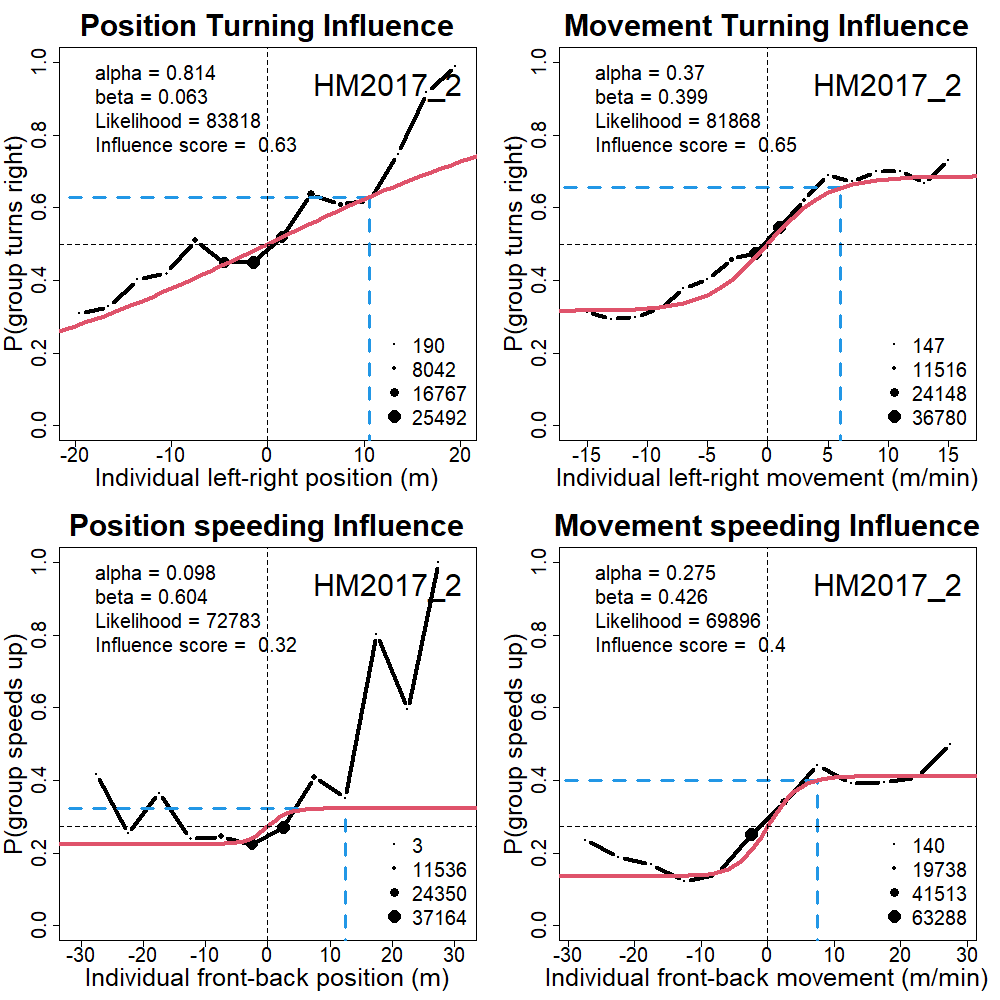 Position Turning Influence
alpha = 0.814
beta = 0.063
Likelihood = 83818
Influence score = 0.63
HM2017_2
P(group turns right)
0.0 0.2 0.4 0.6 0.8 1.0
190
8042
16767
25492
-20 -10 0 10 20
Individual left-right position (m)
Movement Turning Influence
alpha = 0.37
beta = 0.399
Likelihood = 81868
Influence score = 0.65
HM2017_2
P(group turns right)
0.0 0.2 0.4 0.6 0.8 1.0
147
11516
24148
36780
-15 -10 -5 0 5 10 15
Individual left-right movement (m/min)
Position speeding Influence
alpha = 0.098
beta = 0.604
Likelihood = 72783
Influence score = 0.32
HM2017_2
P(group speeds up)
0.0 0.2 0.4 0.6 0.8 1.0
3
11536
24350
37164
-30 -20 -10 0 10 20 30
Individual front-back position (m)
Movement speeding Influence
alpha = 0.275
beta = 0.426
Likelihood = 69896
Influence score = 0.4
HM2017_2
P(group speeds up)
0.0 0.2 0.4 0.6 0.8 1.0
140
19738
41513
63288
-30 -20 -10 0 10 20 30
Individual front-back movement (m/min)